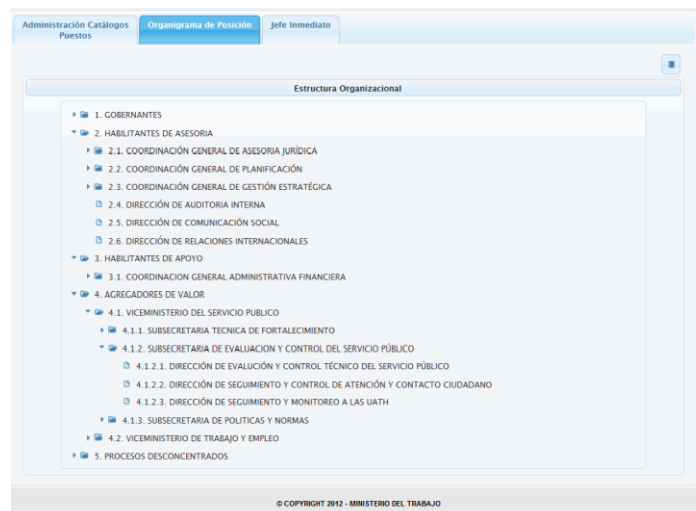 Administración Catálogos
Puestos
Organigrama de Posición
Jefe Inmediato
Estructura Organizacional
1. GOBERNANTES
2. HABILITANTES DE ASESORIA
2.1. COORDINACIÓN GENERAL DE ASESORIA JURÍDICA
2.2. COORDINACIÓN GENERAL DE PLANIFICACIÓN
2.3. COORDINACIÓN GENERAL DE GESTIÓN ESTRATÉGICA
2.4. DIRECCIÓN DE AUDITORIA INTERNA
2.5. DIRECCIÓN DE COMUNICACIÓN SOCIAL
2.6. DIRECCIÓN DE RELACIONES INTERNACIONALES
3. HABILITANTES DE APOYO
3.1. COORDINACION GENERAL ADMINISTRATIVA FINANCIERA
4. AGREGADORES DE VALOR
4.1. VICEMINISTERIO DEL SERVICIO PUBLICO
4.1.1. SUBSECRETARIA TECNICA DE FORTALECIMIENTO
4.1.2. SUBSECRETARIA DE EVALUACION Y CONTROL DEL SERVICIO PÚBLICO
4.1.2.1. DIRECCIÓN DE EVALUCIÓN Y CONTROL TÉCNICO DEL SERVICIO PÚBLICO
4.1.2.2. DIRECCIÓN DE SEGUIMIENTO Y CONTROL DE ATENCIÓN Y CONTACTO CIUDADANO
4.1.2.3. DIRECCIÓN DE SEGUIMIENTO Y MONITOREO A LAS UATH
4.1.3. SUBSECRETARIA DE POLITICAS Y NORMAS
4.2. VICEMINISTERIO DE TRABAJO Y EMPLEO
5. PROCESOS DESCONCENTRADOS
© COPYRIGHT 2012 - MINISTERIO DEL TRABAJO